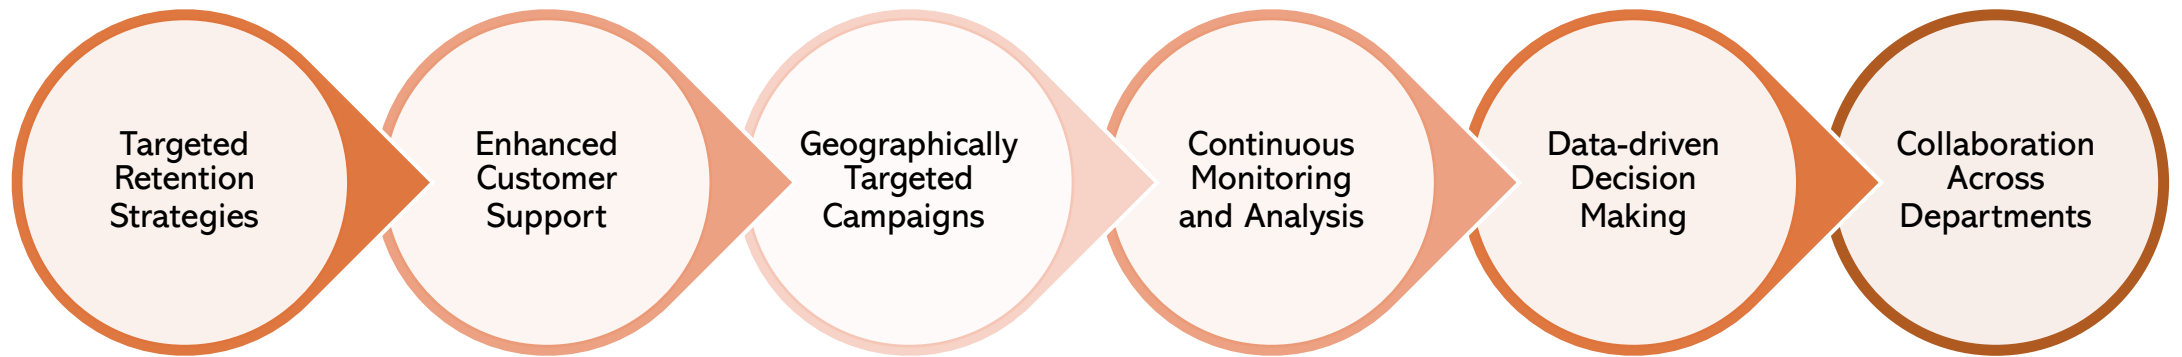 Targeted
Retention
Strategies
Enhanced
Customer
Support
Geographically
Targeted
Campaigns
Continuous
Monitoring
and Analysis
Data-driven
Decision
Making
Collaboration
Across
Departments